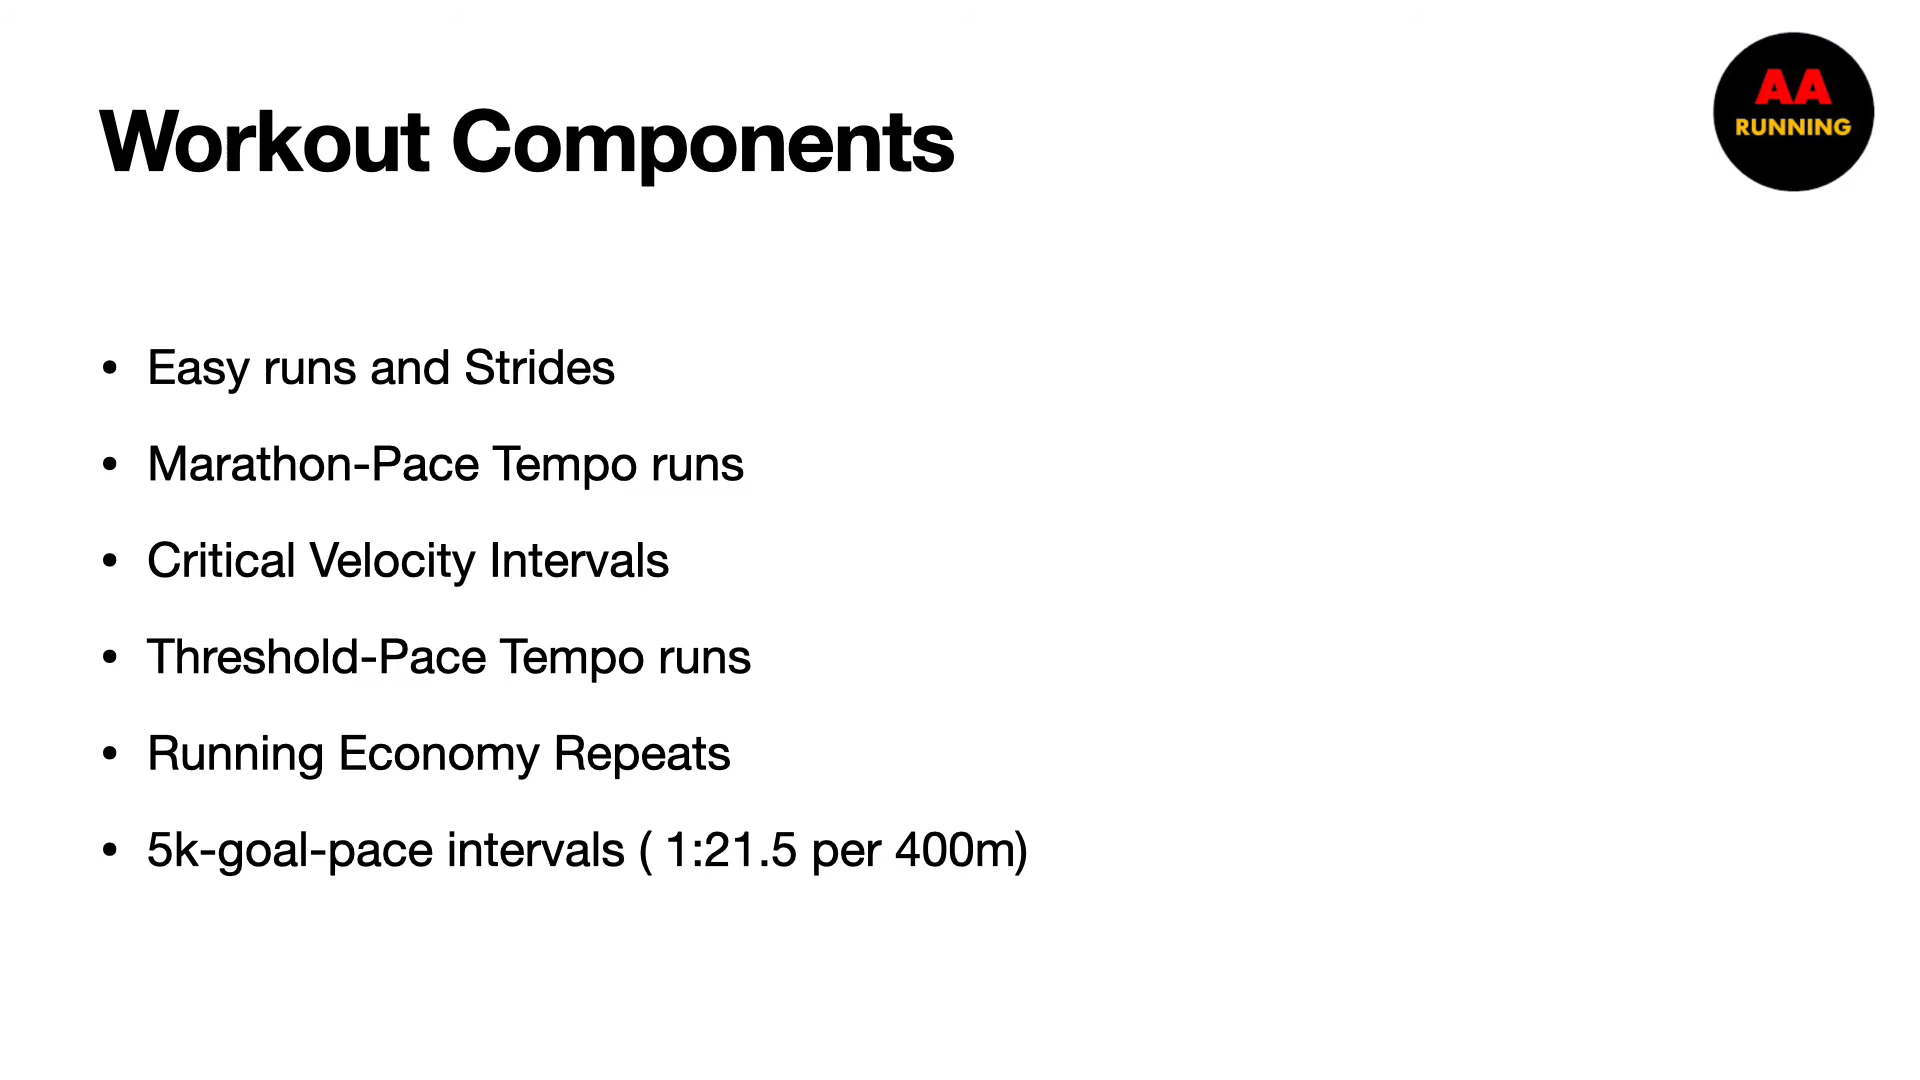 Workout Components
AA
RUNNING
• Easy runs and Strides
• Marathon-Pace Tempo runs
• Critical Velocity Intervals
• Threshold-Pace Tempo runs
• Running Economy Repeats
• 5k-goal-pace intervals ( 1:21.5 per 400m)